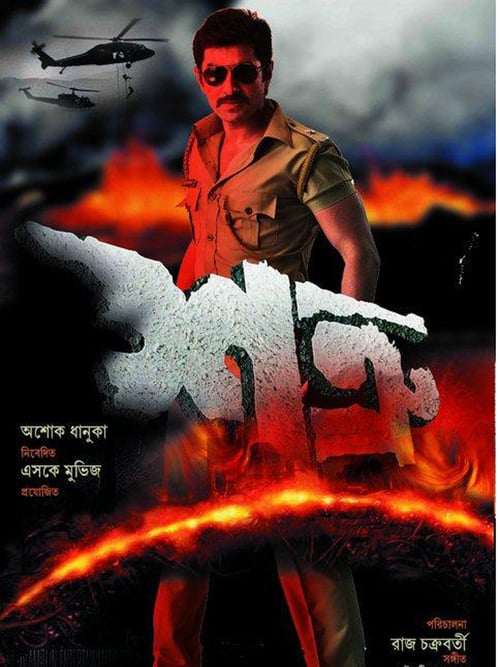 শত্রু
অশোক ধানুকা
নিবেদিত
এসকে মুভিজ
প্রযোজিত
পরিচালনা
রাজ চক্রবর্তী
সঙ্গীত